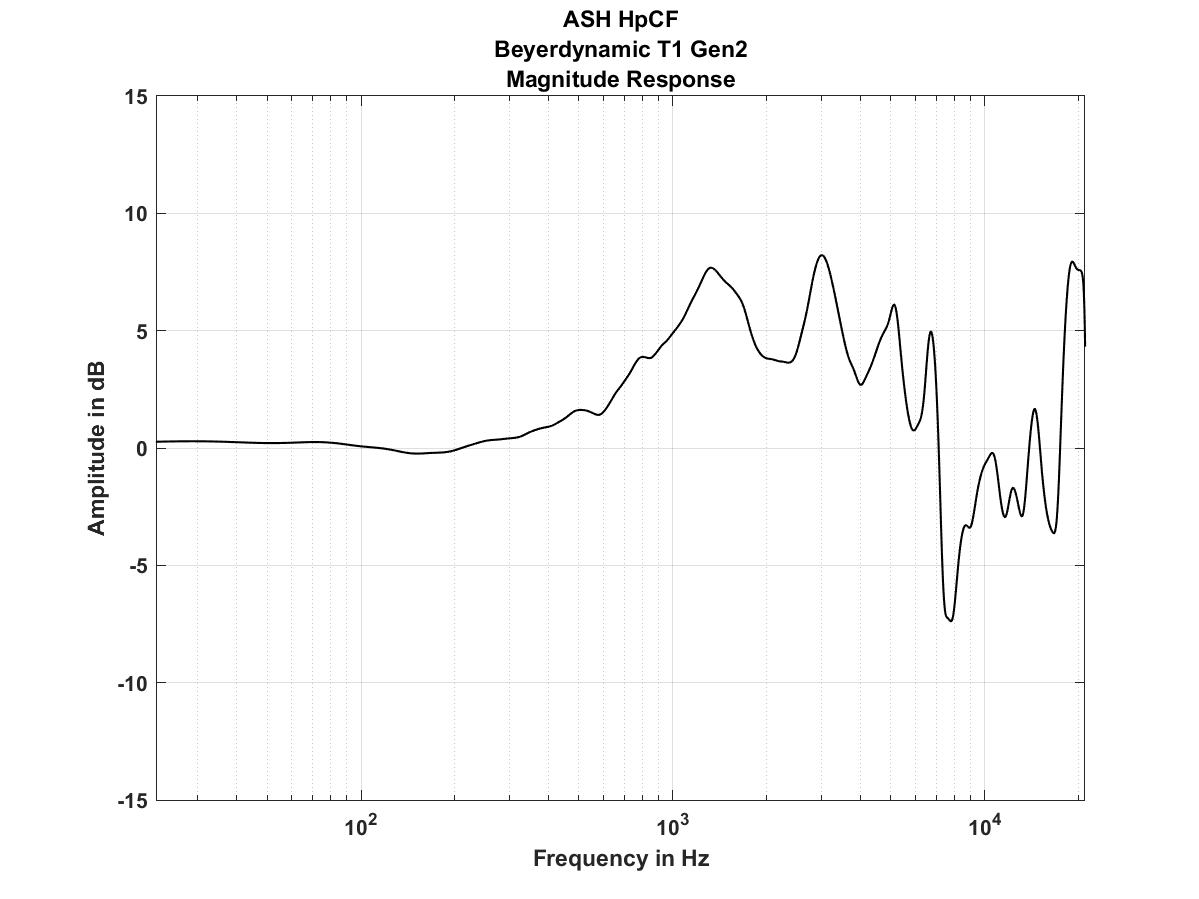 ASH HpCF
Beyerdynamic T1 Gen2
Magnitude Response
15
10
5
0
-5
-10
-15
Amplitude in dB
10²
10³
10⁴
Frequency in Hz